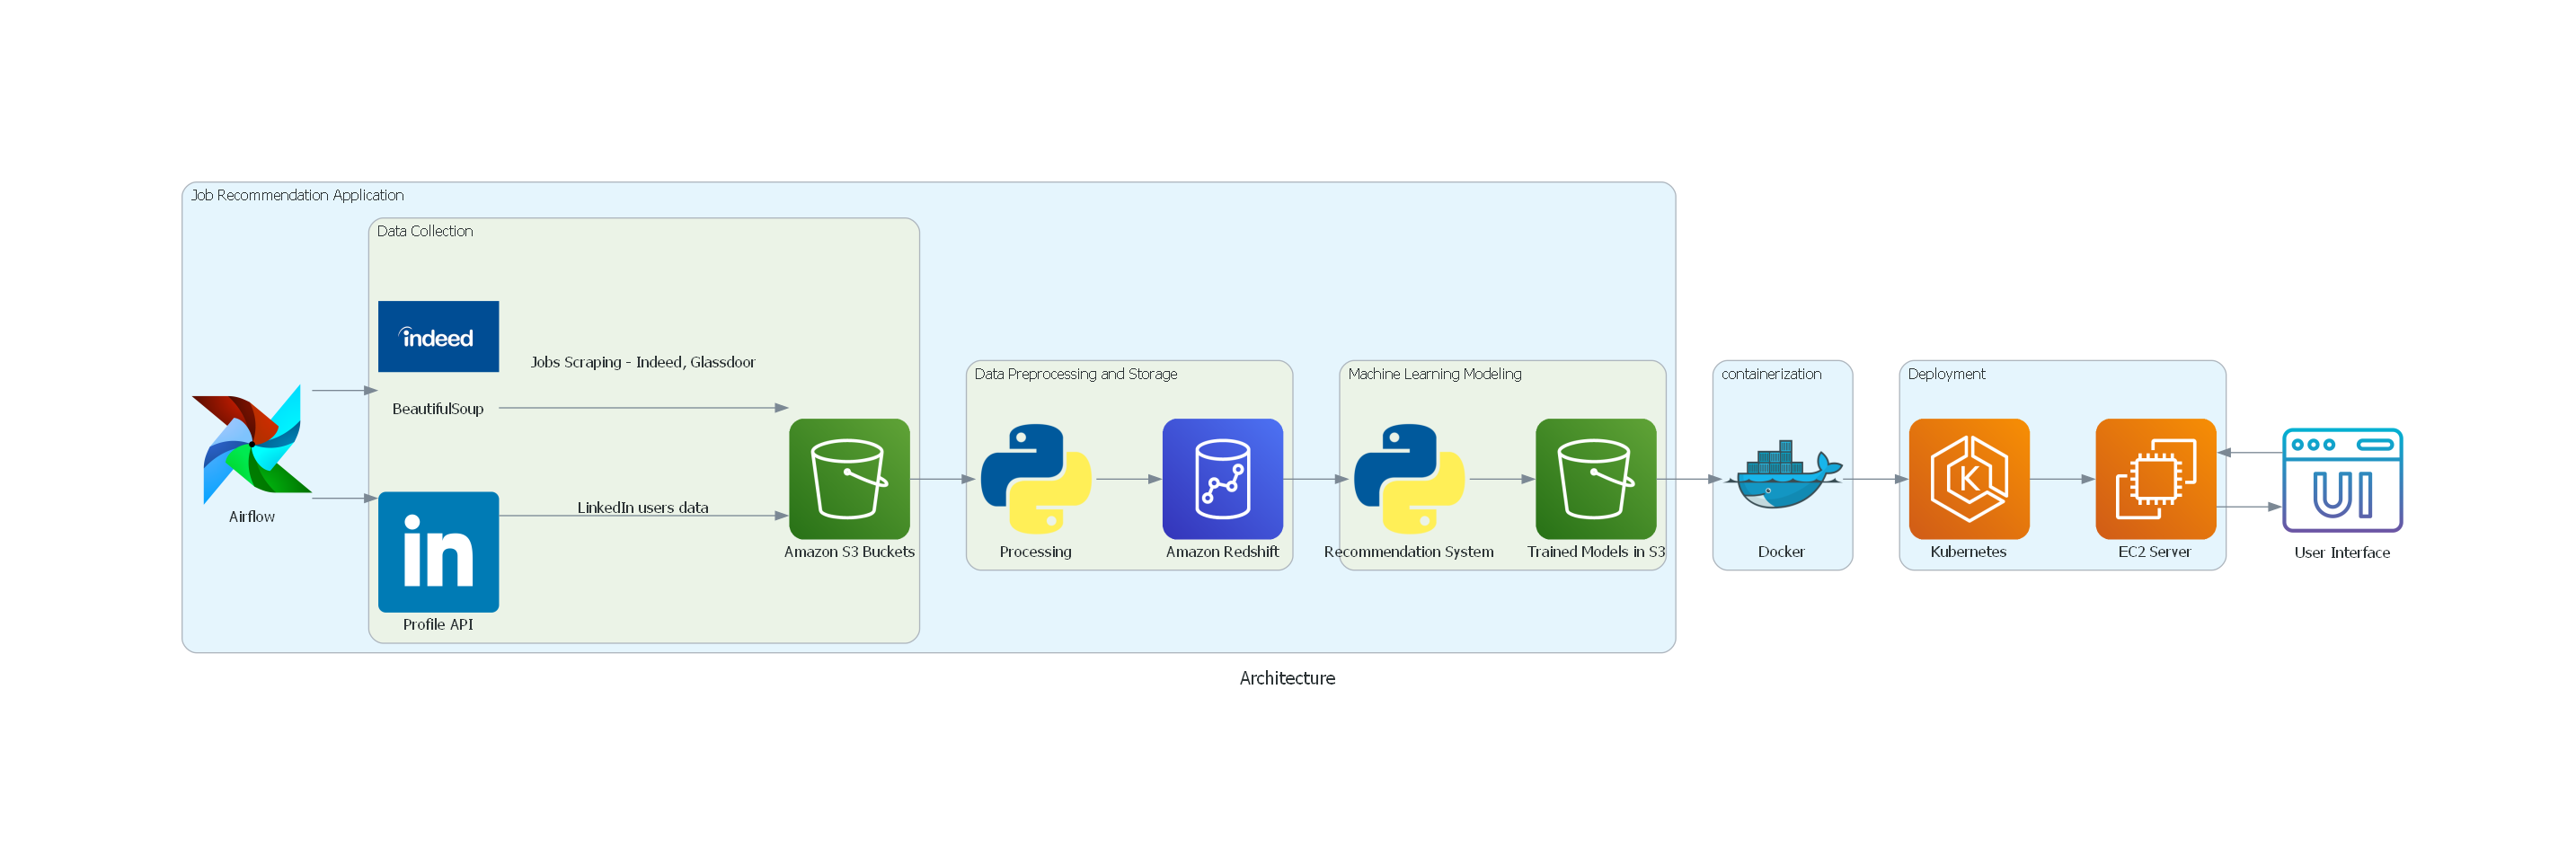 Job Recommendation Application
Data Collection
indeed
Jobs Scraping - Indeed, Glassdoor
BeautifulSoup
Airflow
in
LinkedIn users data
Profile API
Amazon S3 Buckets
Data Preprocessing and Storage
Processing
Amazon Redshift
Machine Learning Modeling
Recommendation System
Trained Models in S3
containerization
Docker
Deployment
K
Kubernetes
EC2 Server
UI
User Interface
Architecture